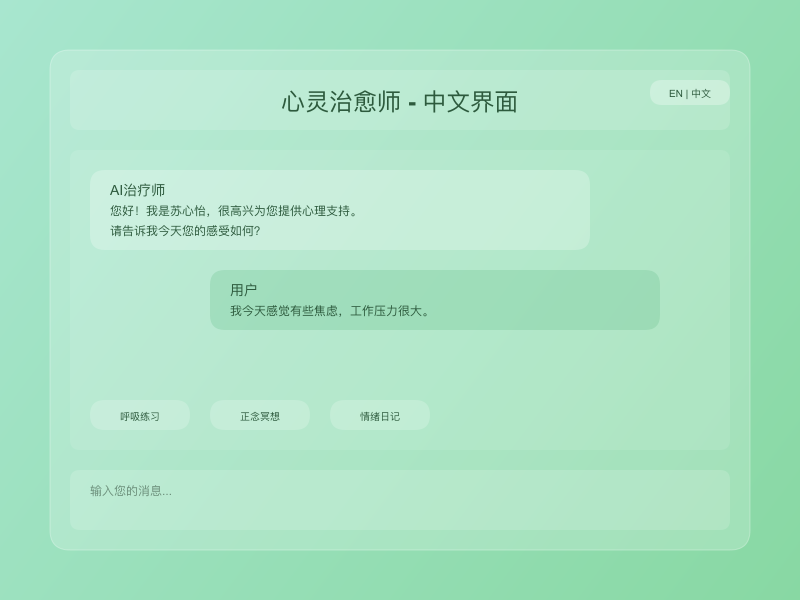 心灵治愈师 - 中文界面
EN | 中文
AI治疗师
您好！我是苏心怡，很高兴为您提供心理支持。
请告诉我今天您的感受如何?
用户
我今天感觉有些焦虑，工作压力很大。
呼吸练习
正念冥想
情绪日记
输入您的消息...